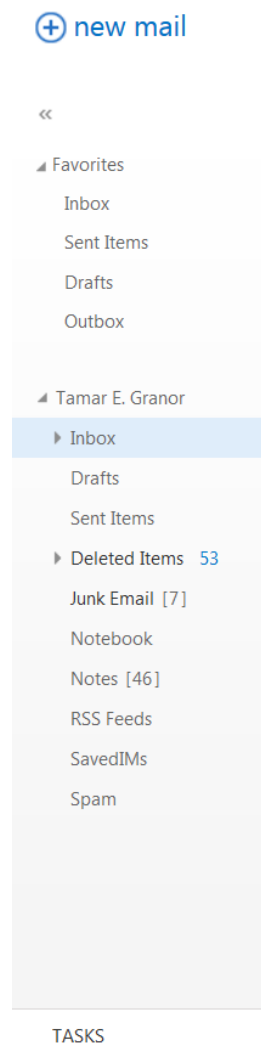 new mail
«
Favorites
Inbox
Sent Items
Drafts
Outbox
Tamar E. Granor
Inbox
Drafts
Sent Items
Deleted Items 53
Junk Email [7]
Notebook
Notes [46]
RSS Feeds
SavedIMs
Spam
TASKS